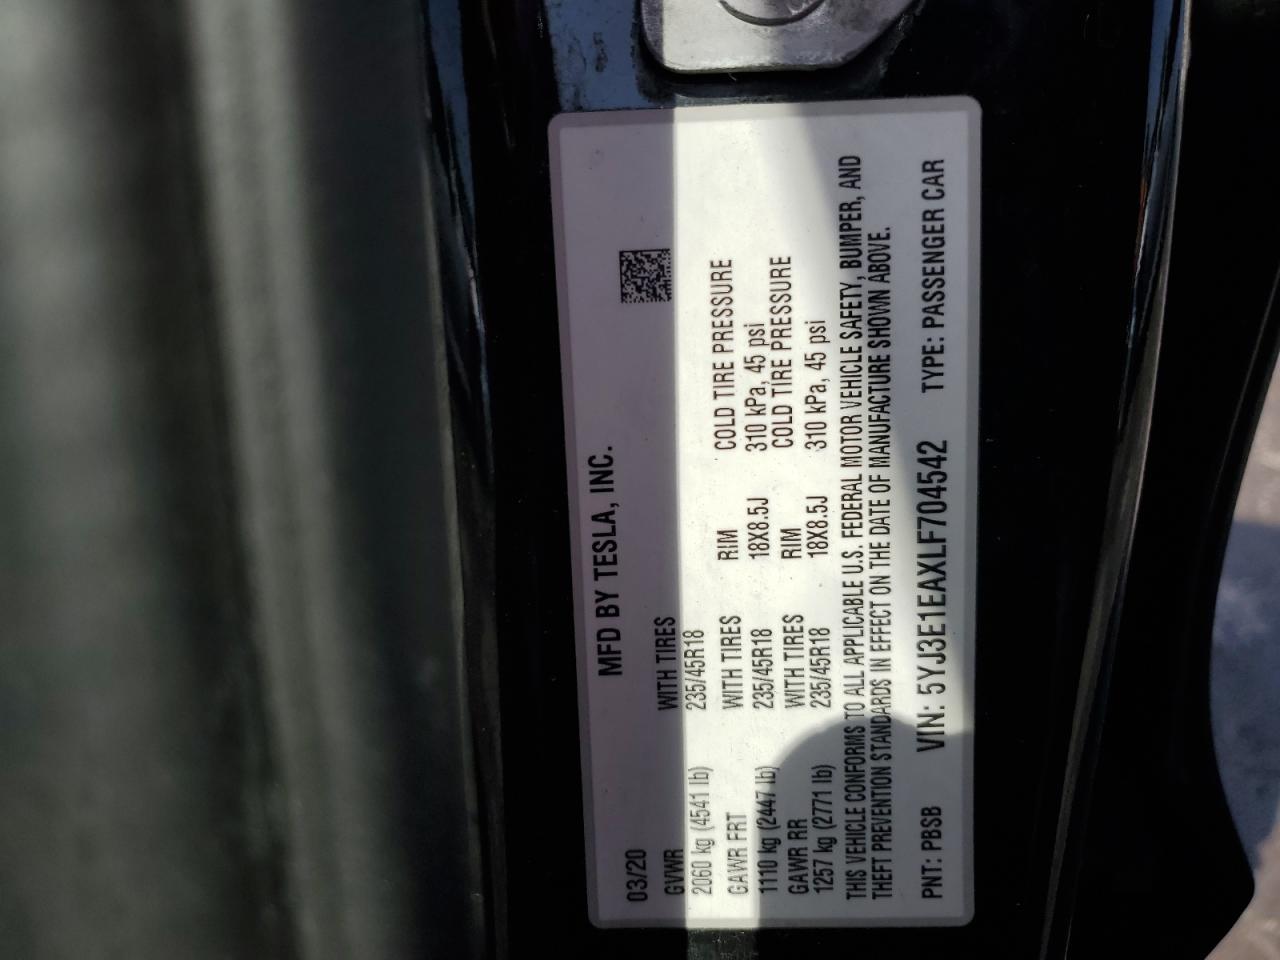 MFD BY TESLA, INC.
03/20
GVWR WITH TIRES
2060 kg (4541 lb) 235/45R18
GAWR FRT WITH TIRES RIM COLD TIRE PRESSURE
1110 kg (2447 lb) 235/45R18 18X8.5J 310 kPa, 45 psi
GAWR RR WITH TIRES RIM COLD TIRE PRESSURE
1257 kg (2771 lb) 235/45R18 18X8.5J 310 kPa, 45 psi
THIS VEHICLE CONFORMS TO ALL APPLICABLE U.S. FEDERAL MOTOR VEHICLE SAFETY, BUMPER, AND
THEFT PREVENTION STANDARDS IN EFFECT ON THE DATE OF MANUFACTURE SHOWN ABOVE.
PNT: PBSB VIN: 5YJ3E1EAXLF704542 TYPE: PASSENGER CAR